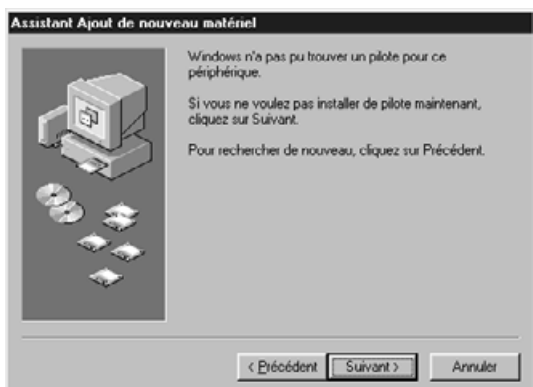 Assistant Ajout de nouveau matériel
Windows n'a pas pu trouver un pilote pour ce
périphérique.
Si vous ne voulez pas installer de pilote maintenant,
cliquez sur Suivant.
Pour rechercher de nouveau, cliquez sur Précédent.
< Précédent
Suivant >
Annuler